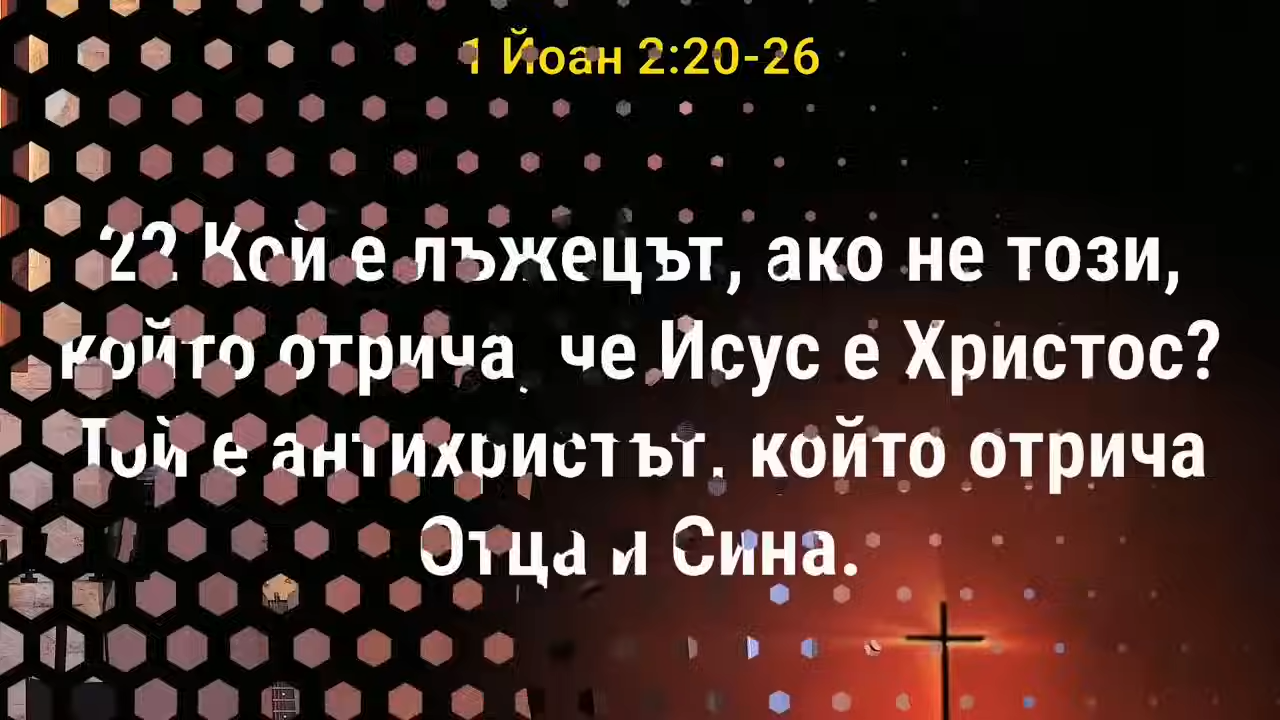 1 Йоан 2:20-26
22 Кой е лъжецът, ако не този,
който отрича, че Исус е Христос?
Той е антихристът, който отрича
Отца и Сина.